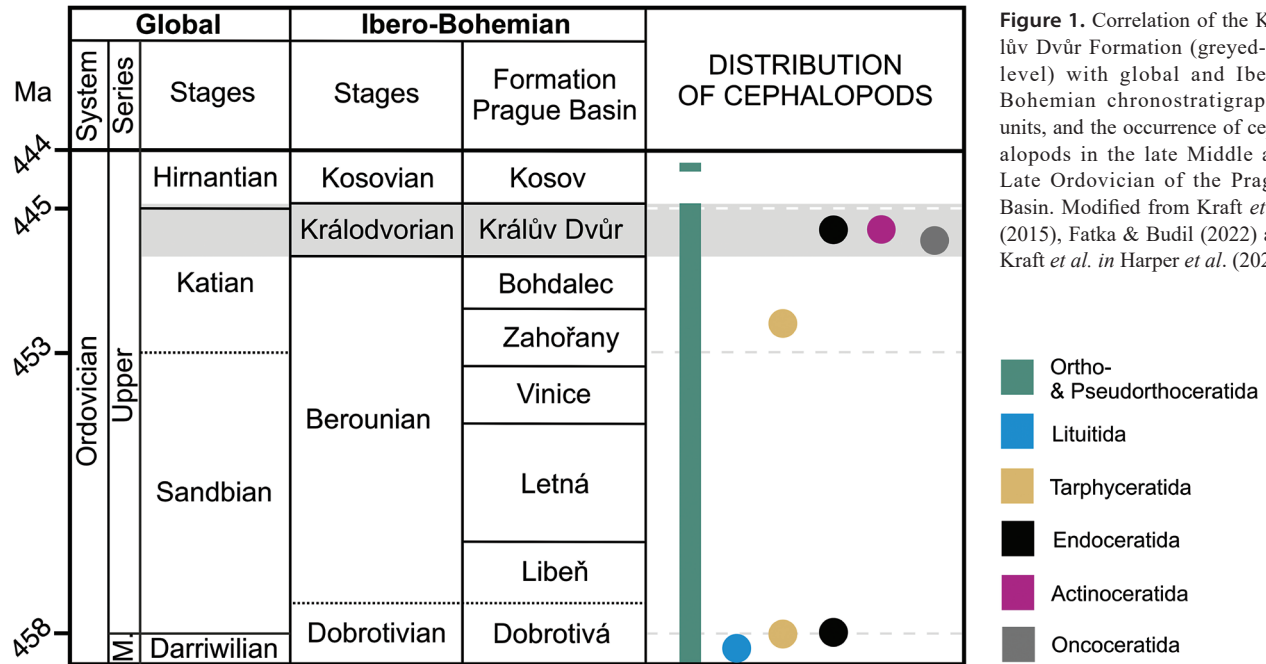 Global
Ibero-Bohemian
Ma
System
Series
Stages
Stages
Formation
Prague Basin
DISTRIBUTION
OF CEPHALOPODS
444
445
453
458
Ordovician
Upper
M.
Hirnantian
Katian
Sandbian
Darriwilian
Kosovian
Králodvorian
Berounian
Dobrotivian
Kosov
Králův Dvůr
Bohdalec
Zahořany
Vinice
Letná
Libeň
Dobrotivá
Figure 1. Correlation of the K
lův Dvůr Formation (greyed-
level) with global and Ibe
Bohemian chronostratigrap
units, and the occurrence of ce
alopods in the late Middle a
Late Ordovician of the Prag
Basin. Modified from Kraft et
(2015), Fatka & Budil (2022) a
Kraft et al. in Harper et al. (202
Ortho-
& Pseudorthoceratida
Lituitida
Tarphyceratida
Endoceratida
Actinoceratida
Oncoceratida